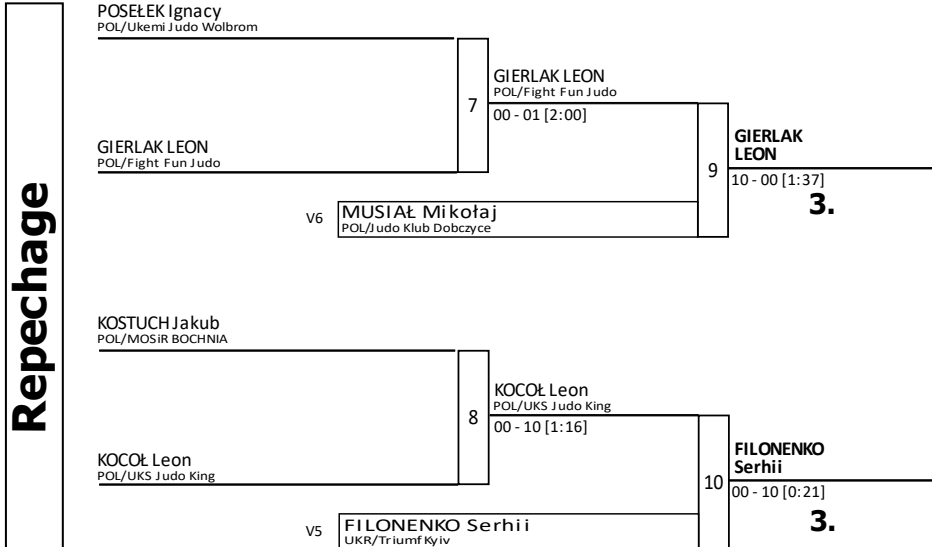 Repechage
POSEŁEK Ignacy
POL/Ukemi Judo Wolbrom
7
GIERLAK LEON
POL/Fight Fun Judo
00 - 01 [2:00]
GIERLAK LEON
POL/Fight Fun Judo
9
GIERLAK
LEON
10 - 00 [1:37]
3.
V6
MUSIAŁ Mikołaj
POL/Judo Klub Dobczyce
KOSTUCH Jakub
POL/MOSiR BOCHNIA
8
KOCOŁ Leon
POL/UKS Judo King
00 - 10 [1:16]
KOCOŁ Leon
POL/UKS Judo King
10
FILONENKO
Serhii
00 - 10 [0:21]
3.
V5
FILONENKO Serhii
UKR/Triumf Kyiv